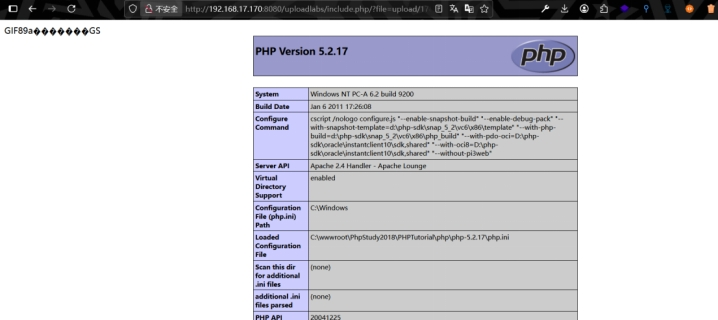 不安全 http://192.168.17.170:8080/uploadlabs/include.php/?file=upload/1
GIF89a�������GS
PHP Version 5.2.17
php
System Windows NT PC-A 6.2 build 9200
Build Date Jan 6 2011 17:26:08
Configure Command cscript /nologo configure.js "--enable-snapshot-build" "--enable-debug-pack" "--
with-snapshot-template=d:\php-sdk\snap_5_2\vc6\x86\template" "--with-php-
build=d:\php-sdk\snap_5_2\vc6\x86\php_build" "--with-pdo-oci=D:\php-
sdk\oracle\instantclient10\sdk,shared" "--with-oci8=D:\php-
sdk\oracle\instantclient10\sdk,shared" "--without-pi3web"
Server API Apache 2.4 Handler - Apache Lounge
Virtual Directory Support enabled
Configuration File (php.ini) Path C:\Windows
Loaded Configuration File C:\wwwroot\PhpStudy2018\PHPTutorial\php\php-5.2.17\php.ini
Scan this dir for additional .ini files (none)
additional .ini files parsed (none)
PHP API 20041225